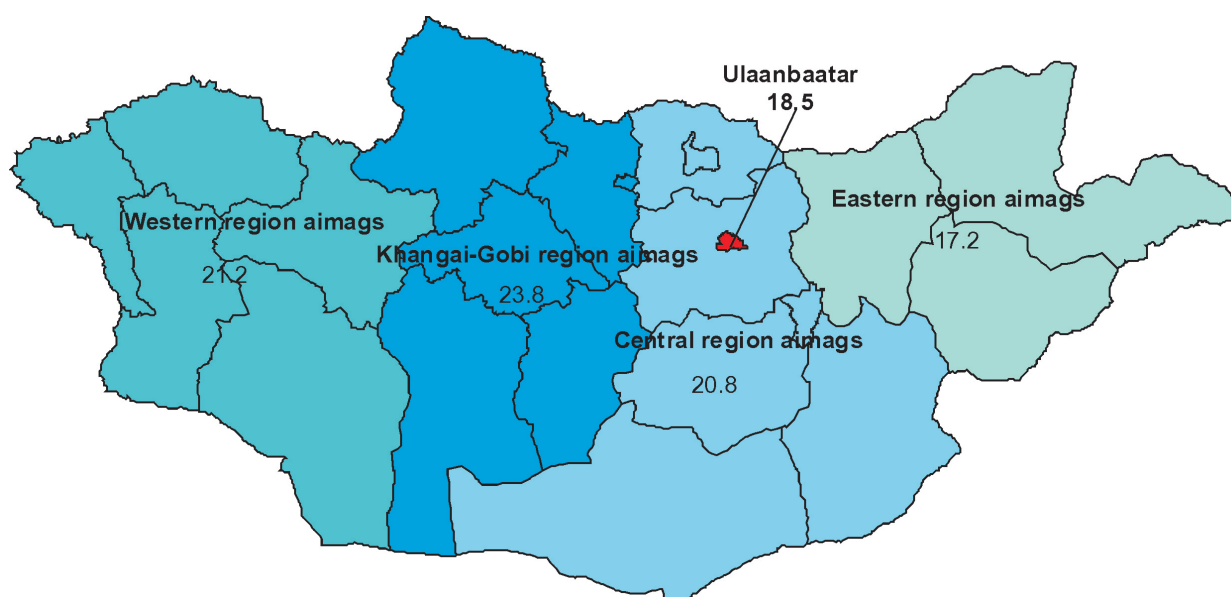 Ulaanbaatar
18.5
Eastern region aimags
17.2
Western region aimags
21.2
Khangai-Gobi region aimags
23.8
Central region aimags
20.8